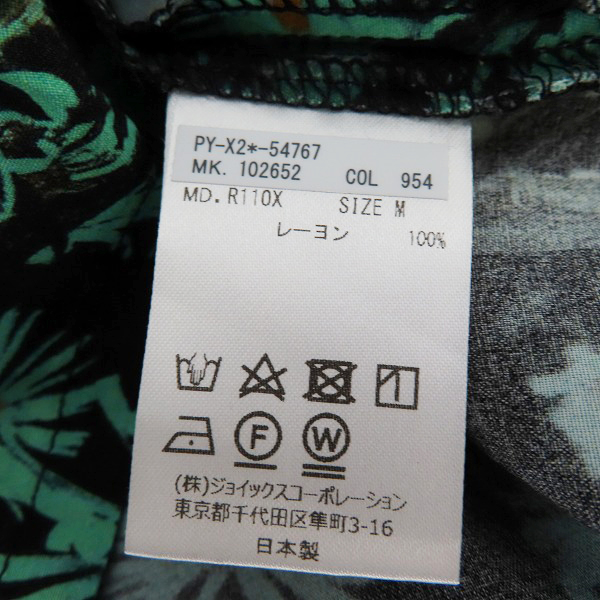 PY-X2*-54767
MK. 102652 COL 954
MD.R110X SIZE M
レーヨン 100%
F W
(株)ジョイックスコーポレーション
東京都千代田区隼町3-16
日本製